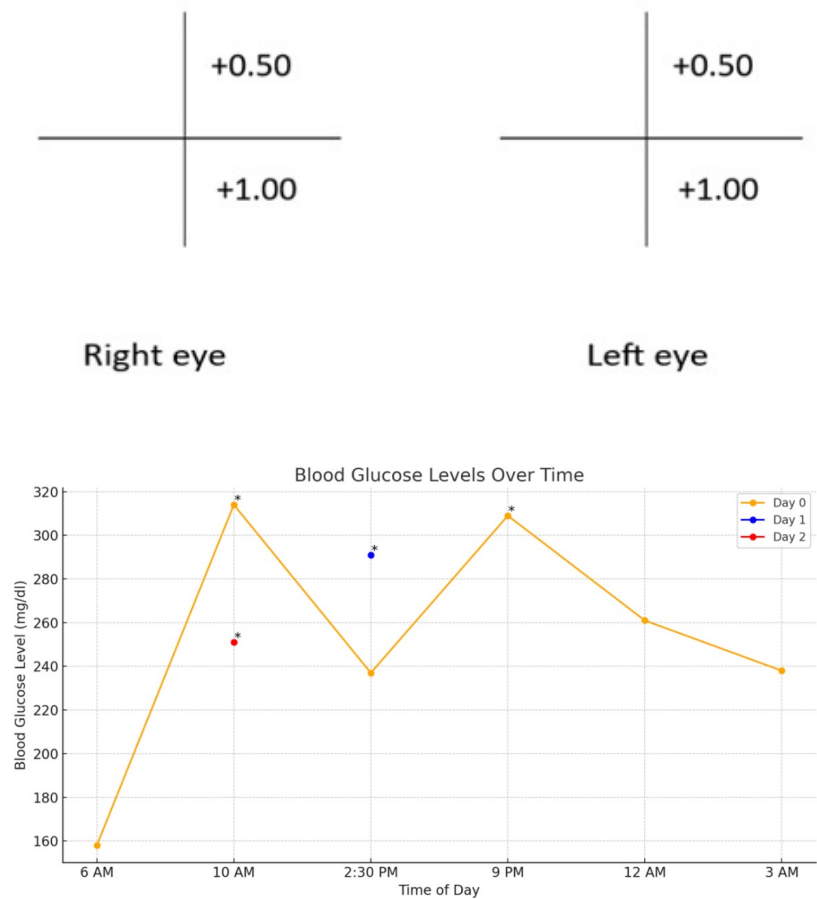 +0.50 +0.50
+1.00 +1.00
Right eye Left eye
Blood Glucose Levels Over Time
Blood Glucose Level (mg/dl)
320
300
280
260
240
220
200
180
160
*
*
*
*
Day 0
Day 1
Day 2
6 AM 10 AM 2:30 PM 9 PM 12 AM 3 AM
Time of Day